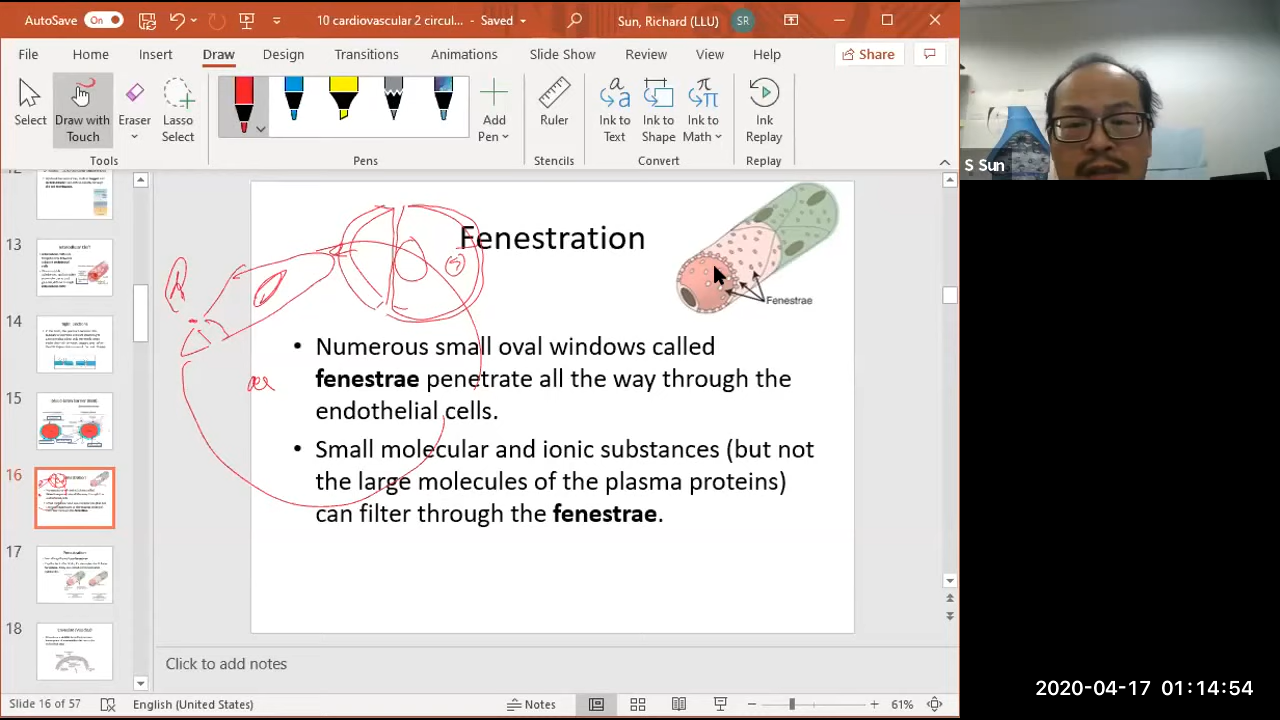 AutoSave On 10 cardiovascular 2 circul... - Saved Sun, Richard (LLU) SR
File Home Insert Draw Design Transitions Animations Slide Show Review View Help Share
Select Draw with Touch Eraser Lasso Select Add Pen Ruler Ink to Text Ink to Shape Ink to Math Ink Replay
Tools Pens Stencils Convert Replay
S Sun
13
14
15
16
17
18
Fenestration
Fenestrae
• Numerous small oval windows called
fenestrae penetrate all the way through the
endothelial cells.
• Small molecular and ionic substances (but not
the large molecules of the plasma proteins)
can filter through the fenestrae.
Click to add notes
Slide 16 of 57 English (United States) Notes 61%
2020-04-17 01:14:54